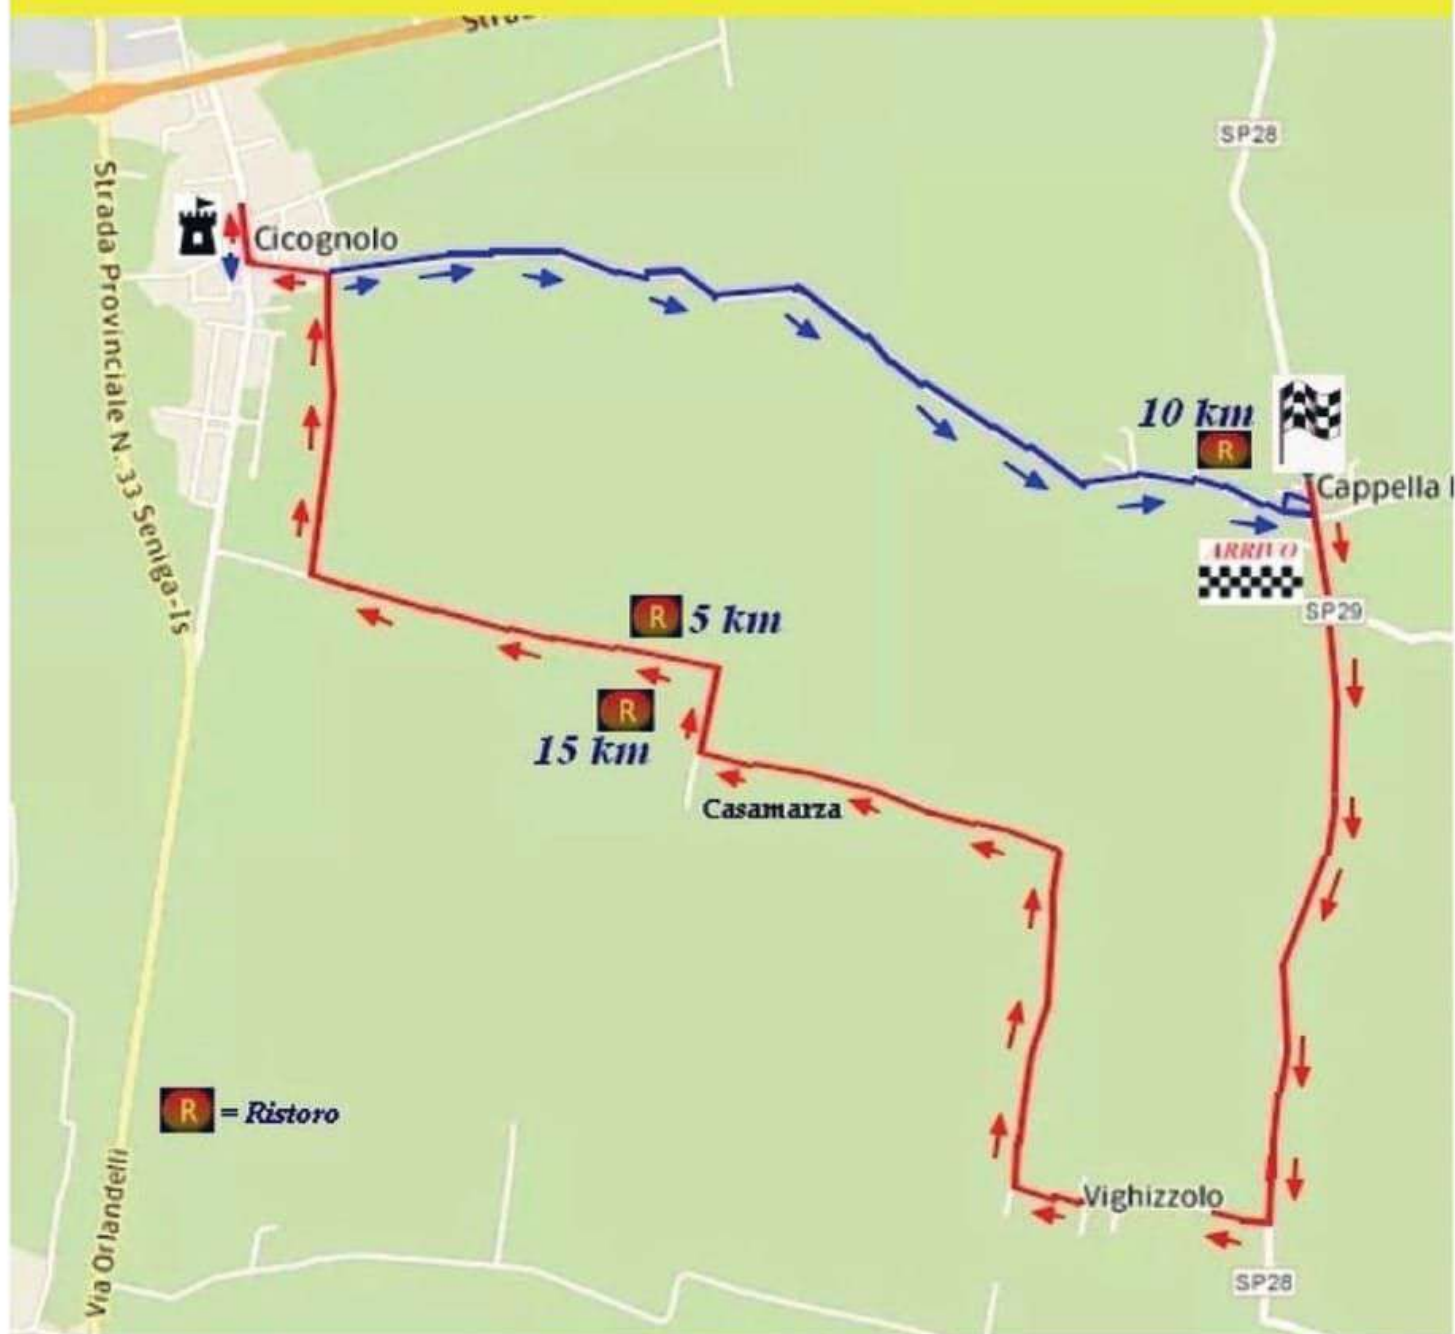 SP28
Strada Provinciale N. 33 Seniga-Is
Cicognolo
10 km
R
Cappella
ARRIVO
SP29
R 5 km
R
15 km
Casamarza
R = Ristoro
Vighizzolo
Via Orlandelli
SP28